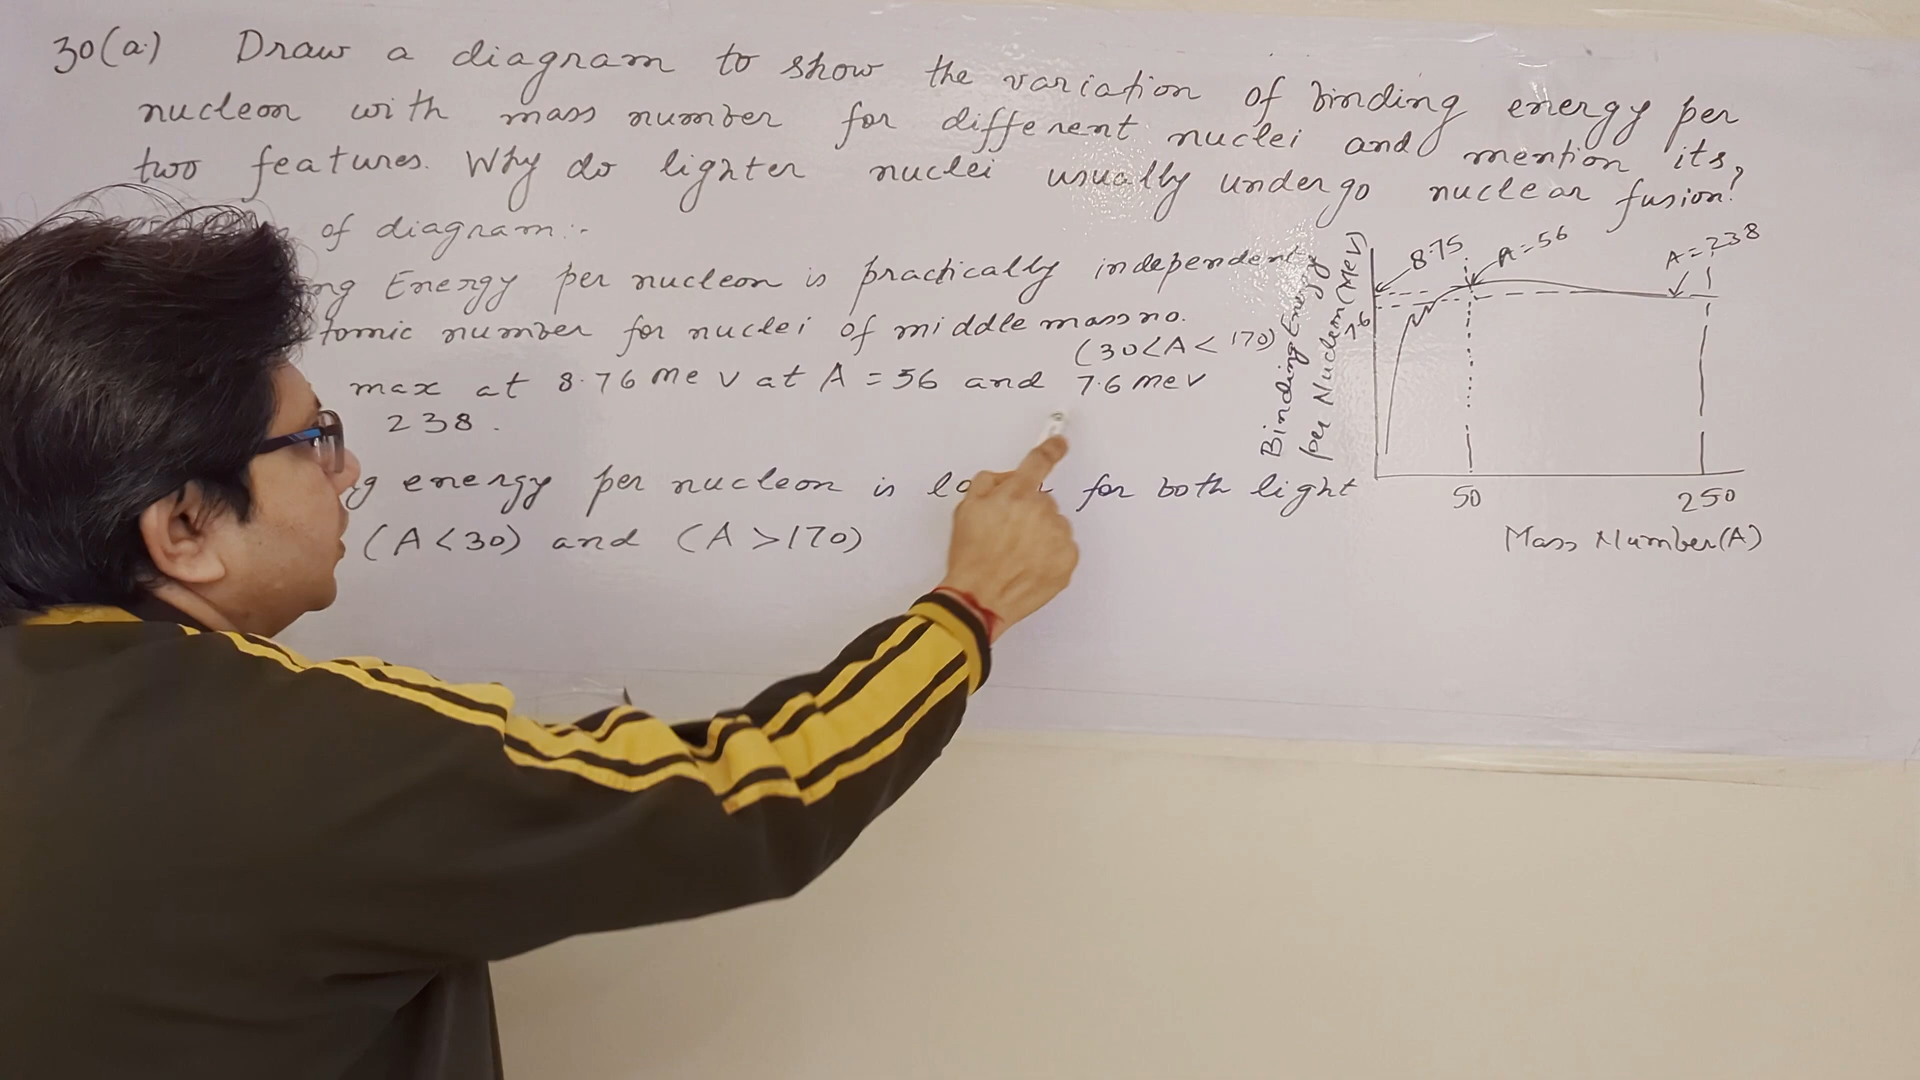 30(a.) Draw a diagram to show the variation of binding energy per
nucleon with mass number for different nuclei and mention its
two features. Why do lighter nuclei usually undergo nuclear fusion?
of diagram:-
ng Energy per nucleon is practically independent
tomic number for nuclei of middle mass no.
(30<A<170)
max at 8.76 MeV at A = 56 and 7.6 MeV
238.
g energy per nucleon is for both light
(A<30) and (A>170)
Binding Energy
per Nucleon (MeV)
8.75
A=56
A=238
7.6
50
250
Mass Number(A)